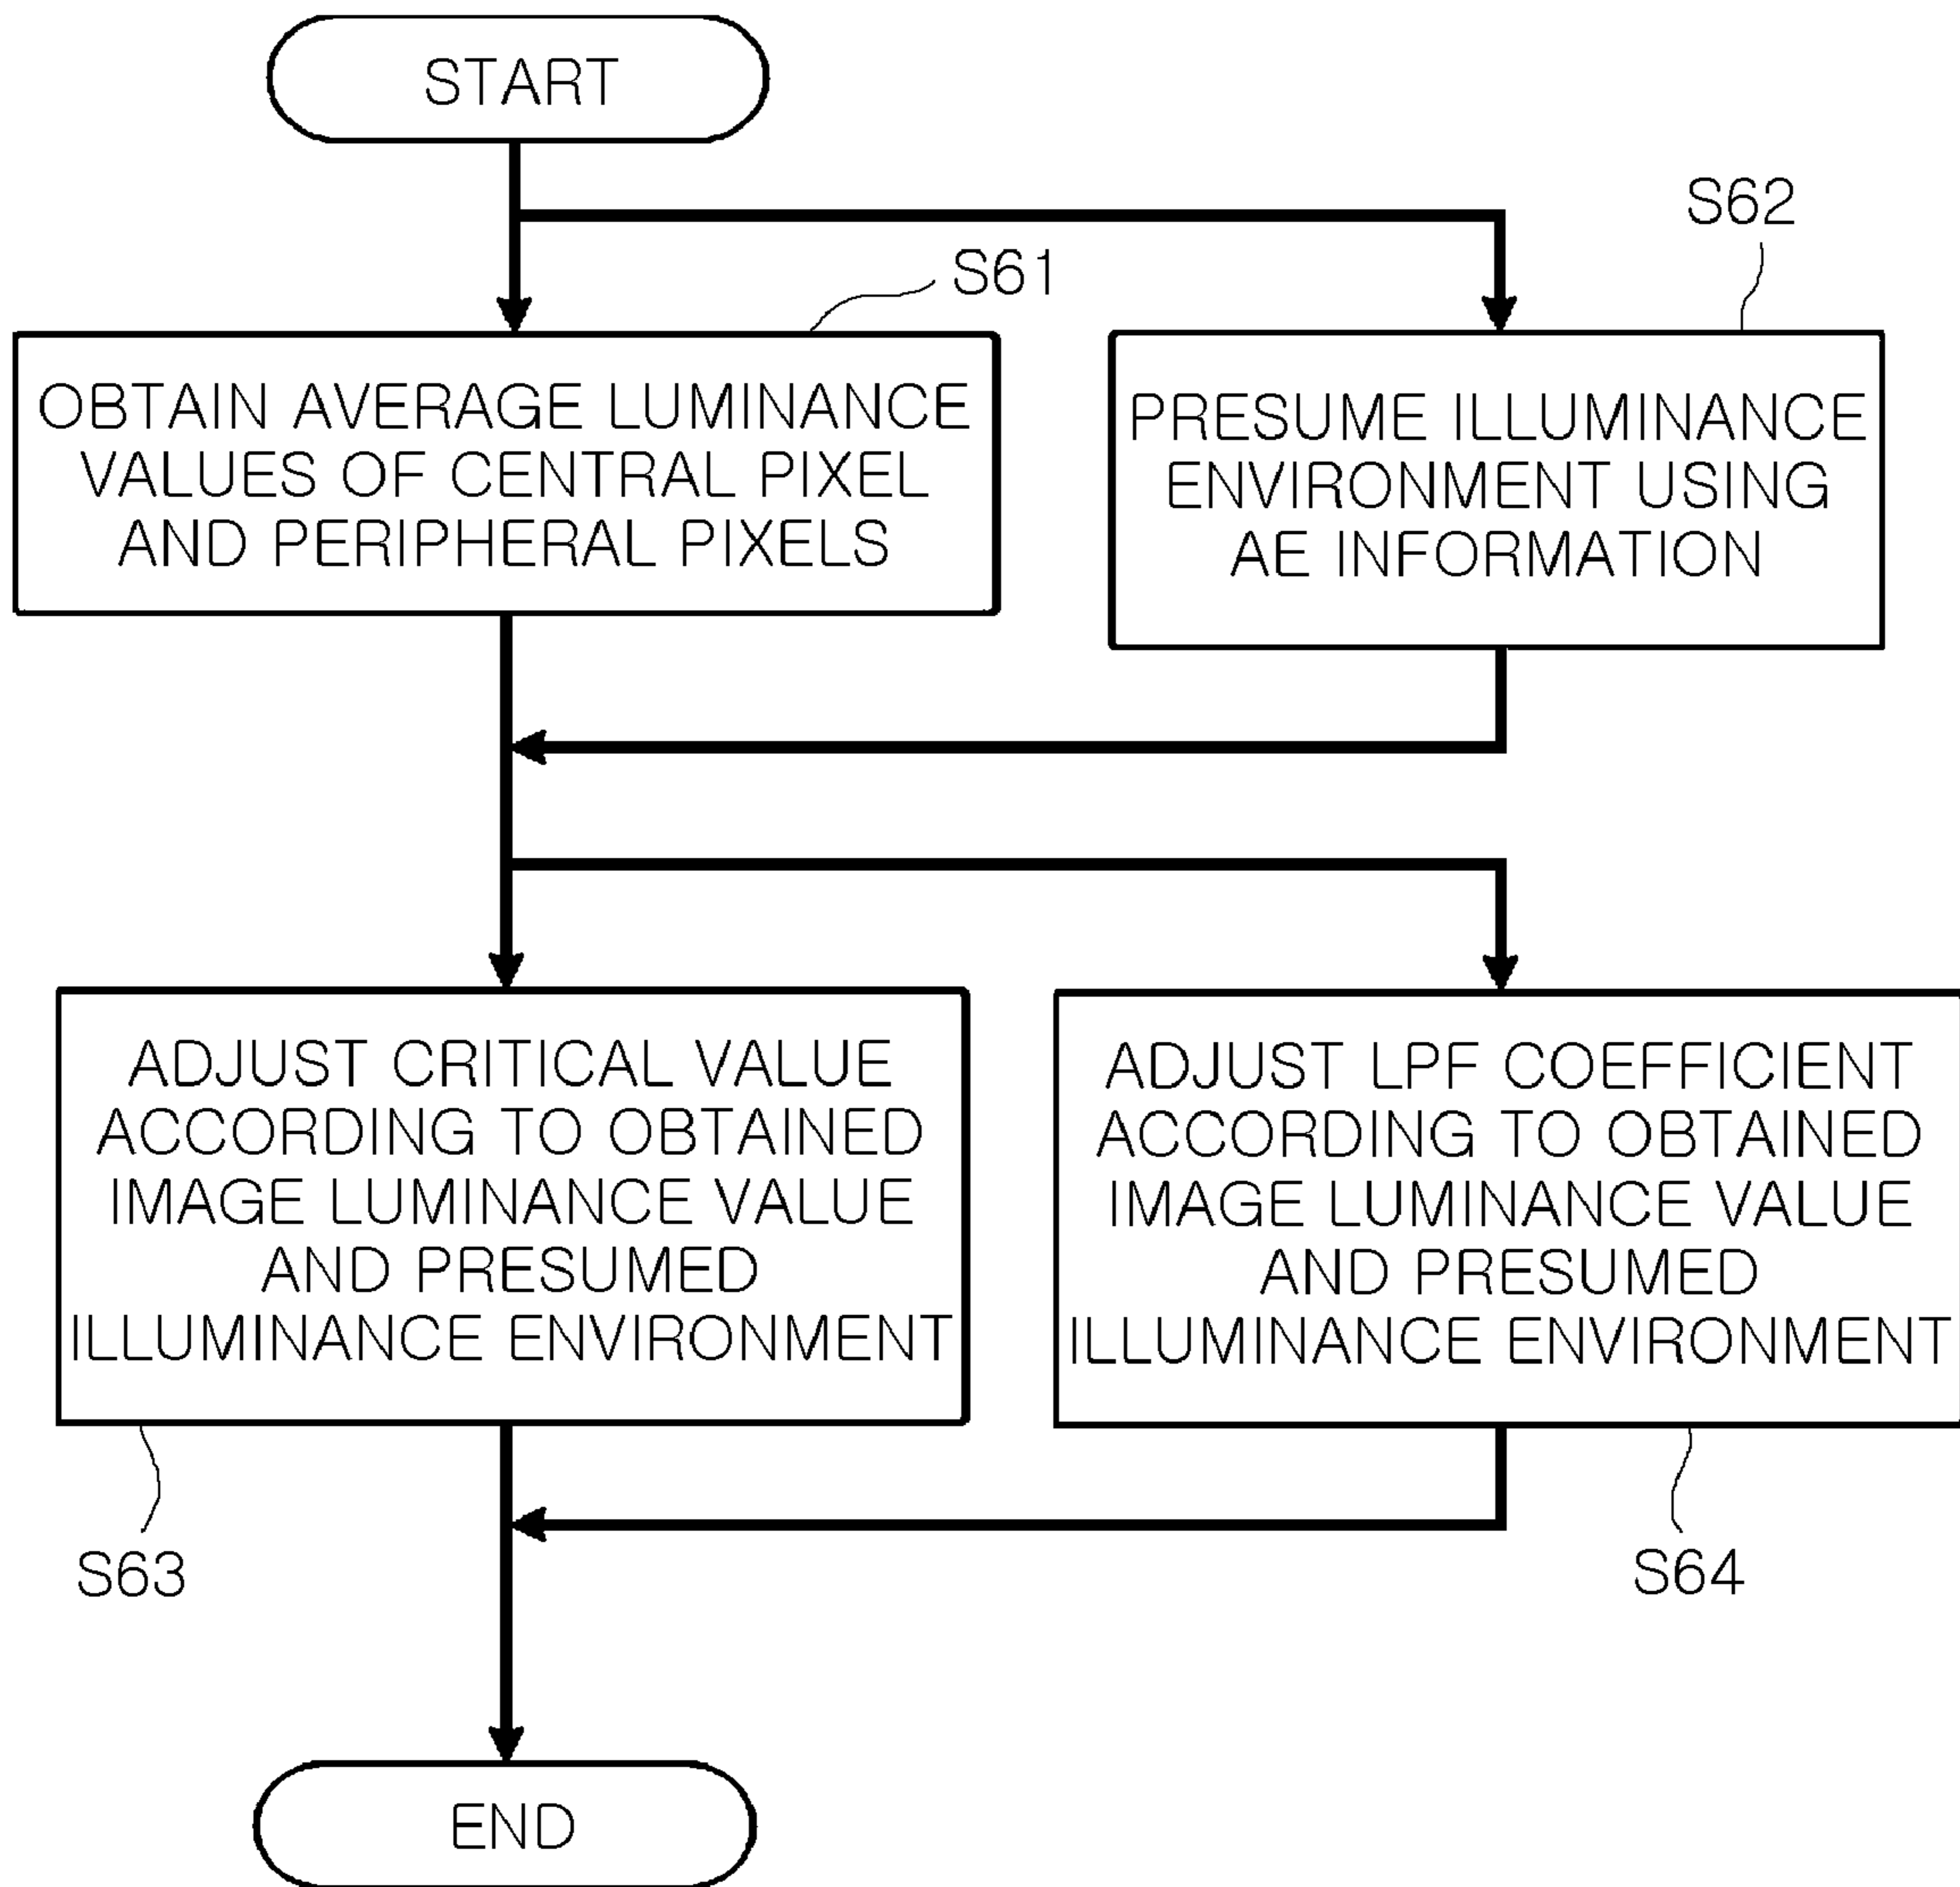 START
S62
S61
OBTAIN AVERAGE LUMINANCE
VALUES OF CENTRAL PIXEL
AND PERIPHERAL PIXELS
PRESUME ILLUMINANCE
ENVIRONMENT USING
AE INFORMATION
ADJUST CRITICAL VALUE
ACCORDING TO OBTAINED
IMAGE LUMINANCE VALUE
AND PRESUMED
ILLUMINANCE ENVIRONMENT
ADJUST LPF COEFFICIENT
ACCORDING TO OBTAINED
IMAGE LUMINANCE VALUE
AND PRESUMED
ILLUMINANCE ENVIRONMENT
S63
S64
END